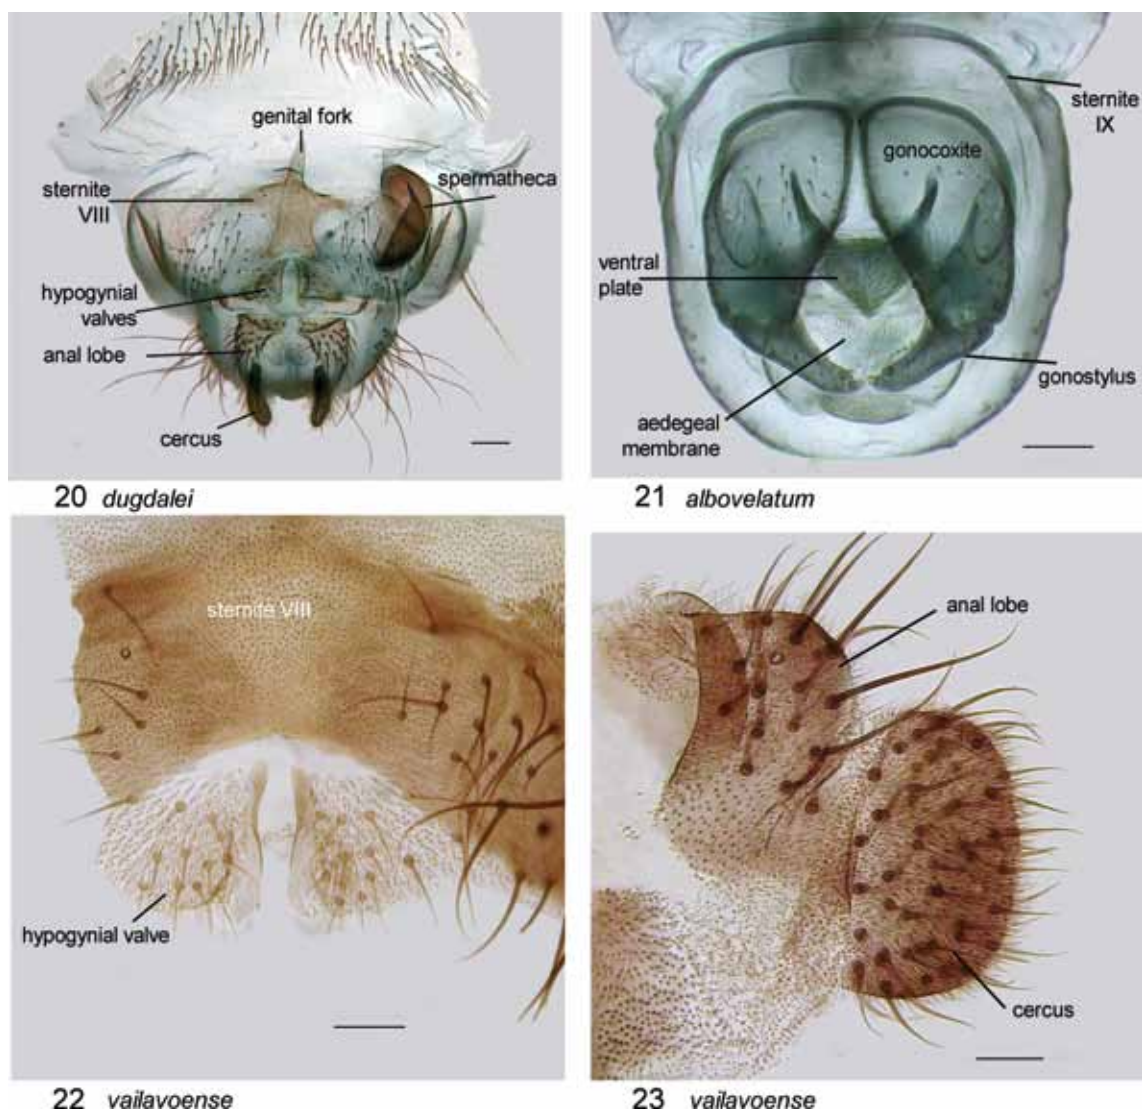 genital fork
sternite
VIII
spermatheca
hypogynial
valves
anal lobe
cercus
20 dugdalei
sternite
IX
gonocoxite
ventral
plate
gonostylus
aedegeal
membrane
21 albovelatum
sternite VIII
hypogynial valve
22 vailavoense
anal lobe
cercus
23 vailavoense